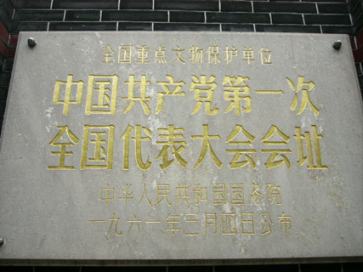 全国重点文物保护单位
中国共产党第一次
全国代表大会会址
中华人民共和国国务院
一九六一年三月四日公布